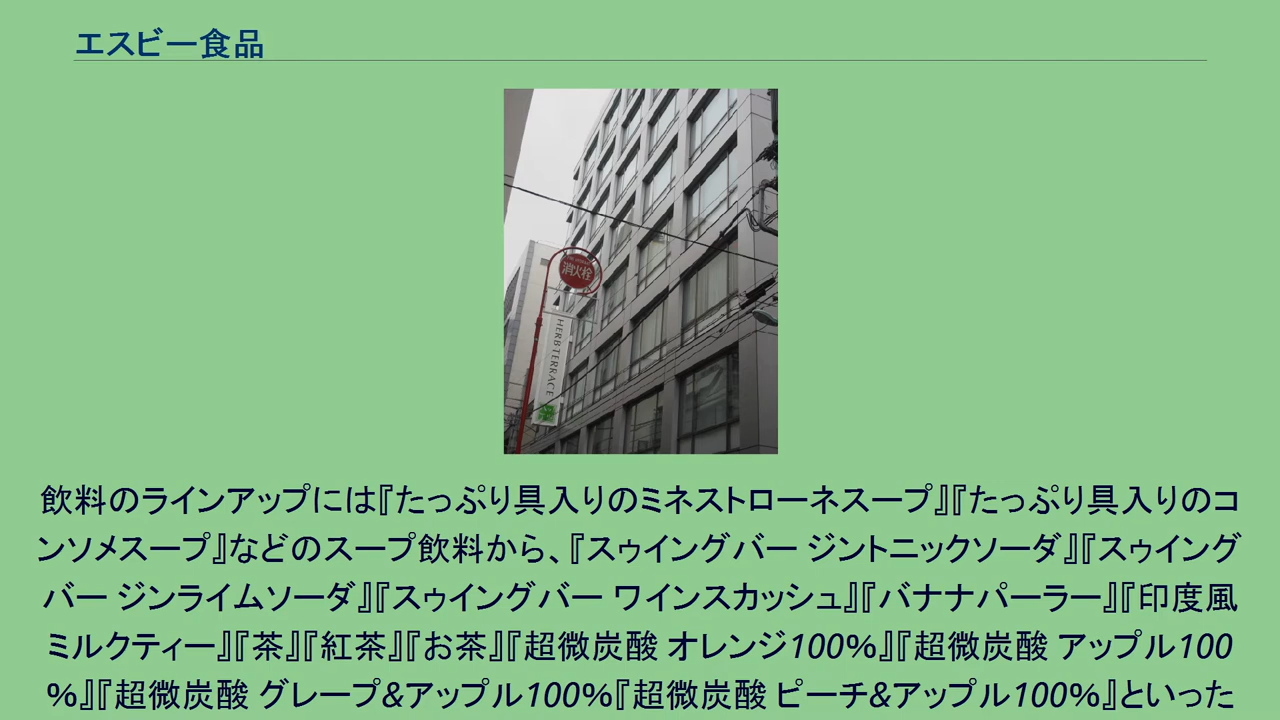 エスビー食品
消火栓
HERB TERRACE
飲料のラインアップには『たっぷり具入りのミネストローネスープ』『たっぷり具入りのコ
ンソメスープ』などのスープ飲料から、『スゥイングバー ジントニックソーダ』『スゥイング
バー ジンライムソーダ』『スゥイングバー ワインスカッシュ』『バナナパーラー』『印度風
ミルクティー』『茶』『紅茶』『お茶』『超微炭酸 オレンジ100%』『超微炭酸 アップル100
%』『超微炭酸 グレープ&アップル100%『超微炭酸 ピーチ&アップル100%』といった